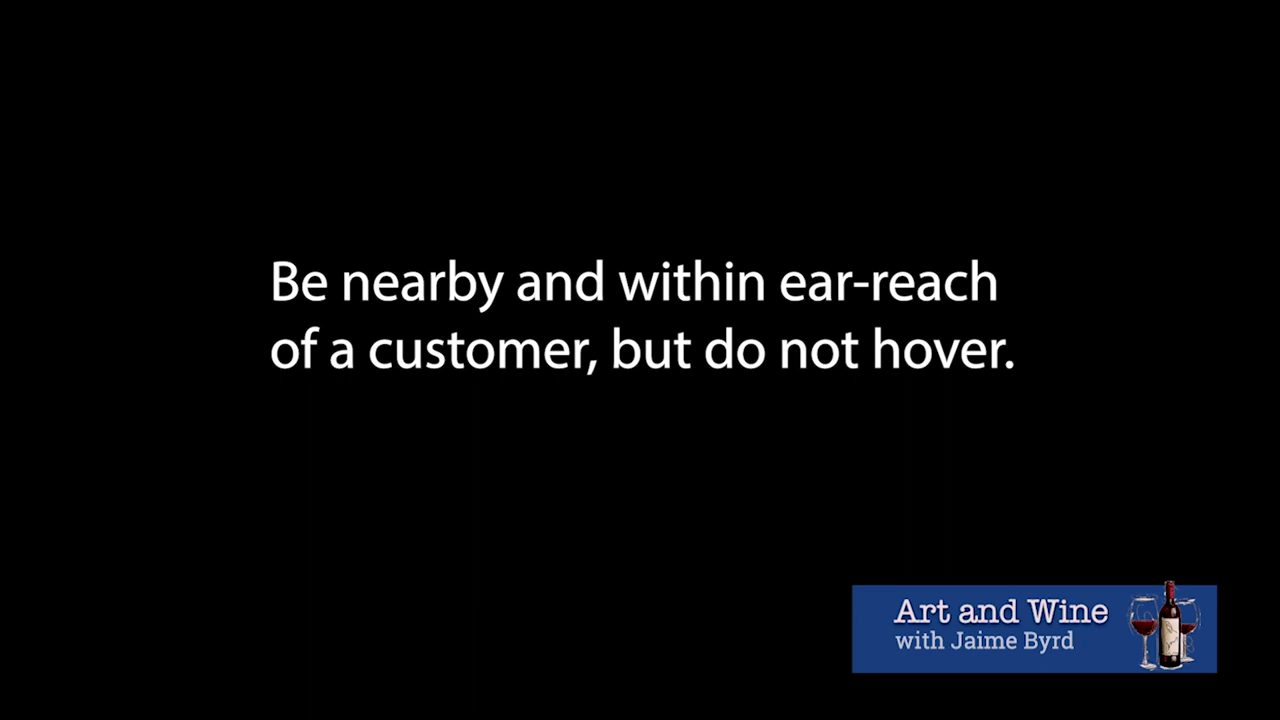 Be nearby and within ear-reach
of a customer, but do not hover.
Art and Wine
with Jaime Byrd